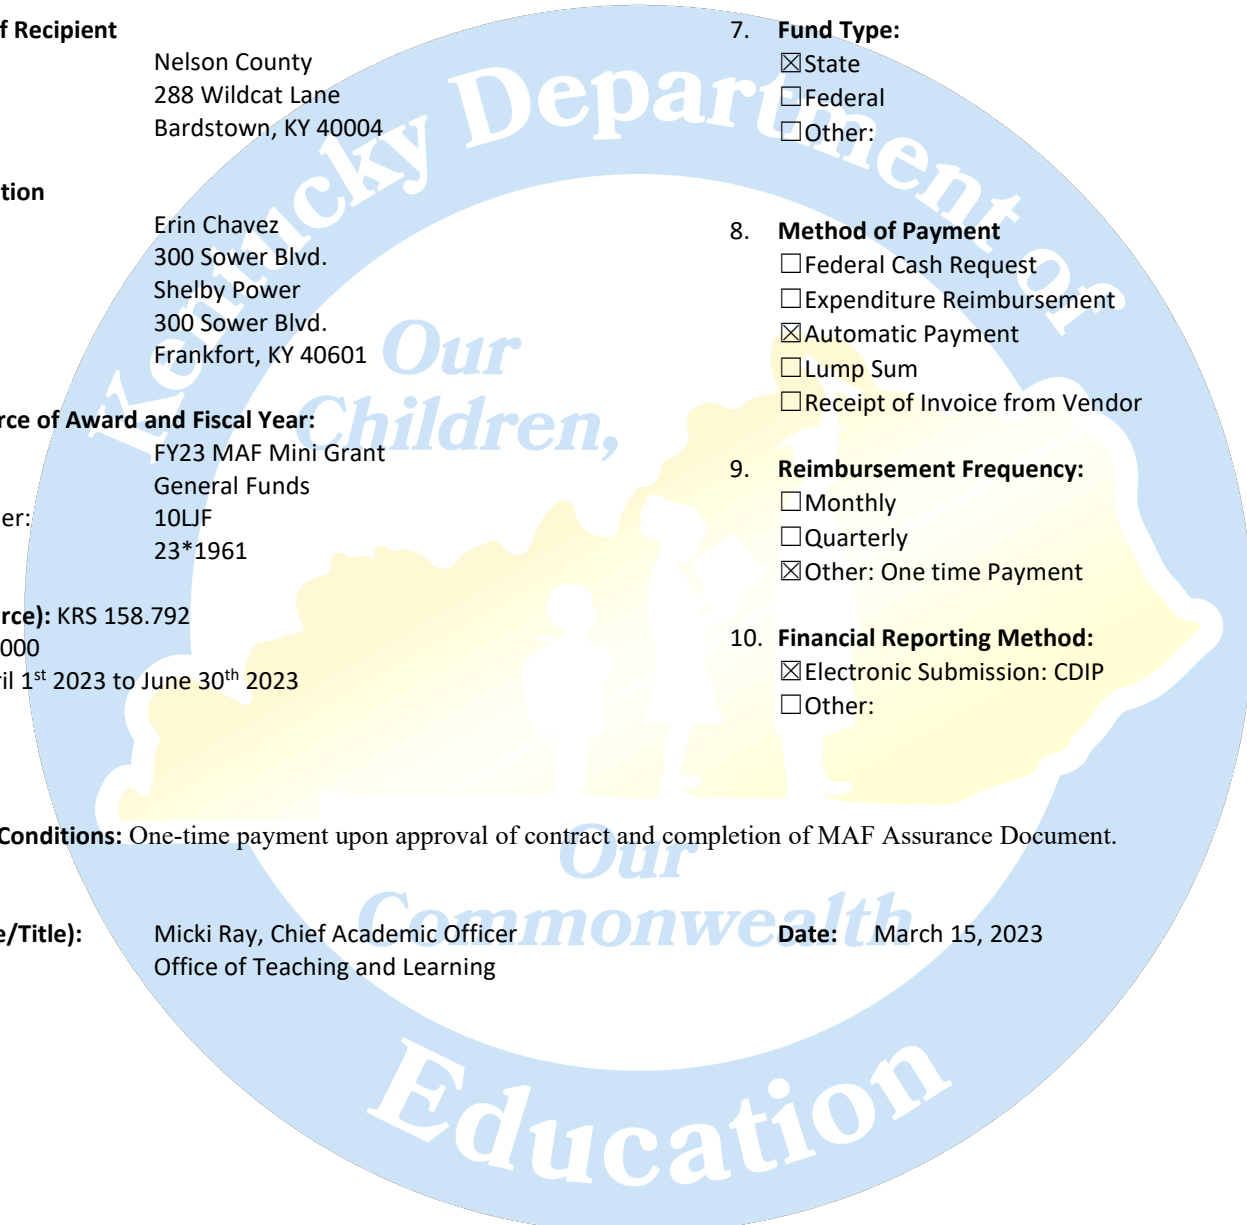 f Recipient
Nelson County
288 Wildcat Lane
Bardstown, KY 40004
tion
Erin Chavez
300 Sower Blvd.
Shelby Power
300 Sower Blvd.
Frankfort, KY 40601
rce of Award and Fiscal Year:
FY23 MAF Mini Grant
General Funds
er: 10LJF
23*1961
rce): KRS 158.792
000
ril 1st 2023 to June 30th 2023
7. Fund Type:
☒State
☐Federal
☐Other:
8. Method of Payment
☐Federal Cash Request
☐Expenditure Reimbursement
☒Automatic Payment
☐Lump Sum
☐Receipt of Invoice from Vendor
9. Reimbursement Frequency:
☐Monthly
☐Quarterly
☒Other: One time Payment
10. Financial Reporting Method:
☒Electronic Submission: CDIP
☐Other:
Conditions: One-time payment upon approval of contract and completion of MAF Assurance Document.
e/Title): Micki Ray, Chief Academic Officer Date: March 15, 2023
Office of Teaching and Learning
Kentucky Department of
Education
Our
Children,
Our
Commonwealth